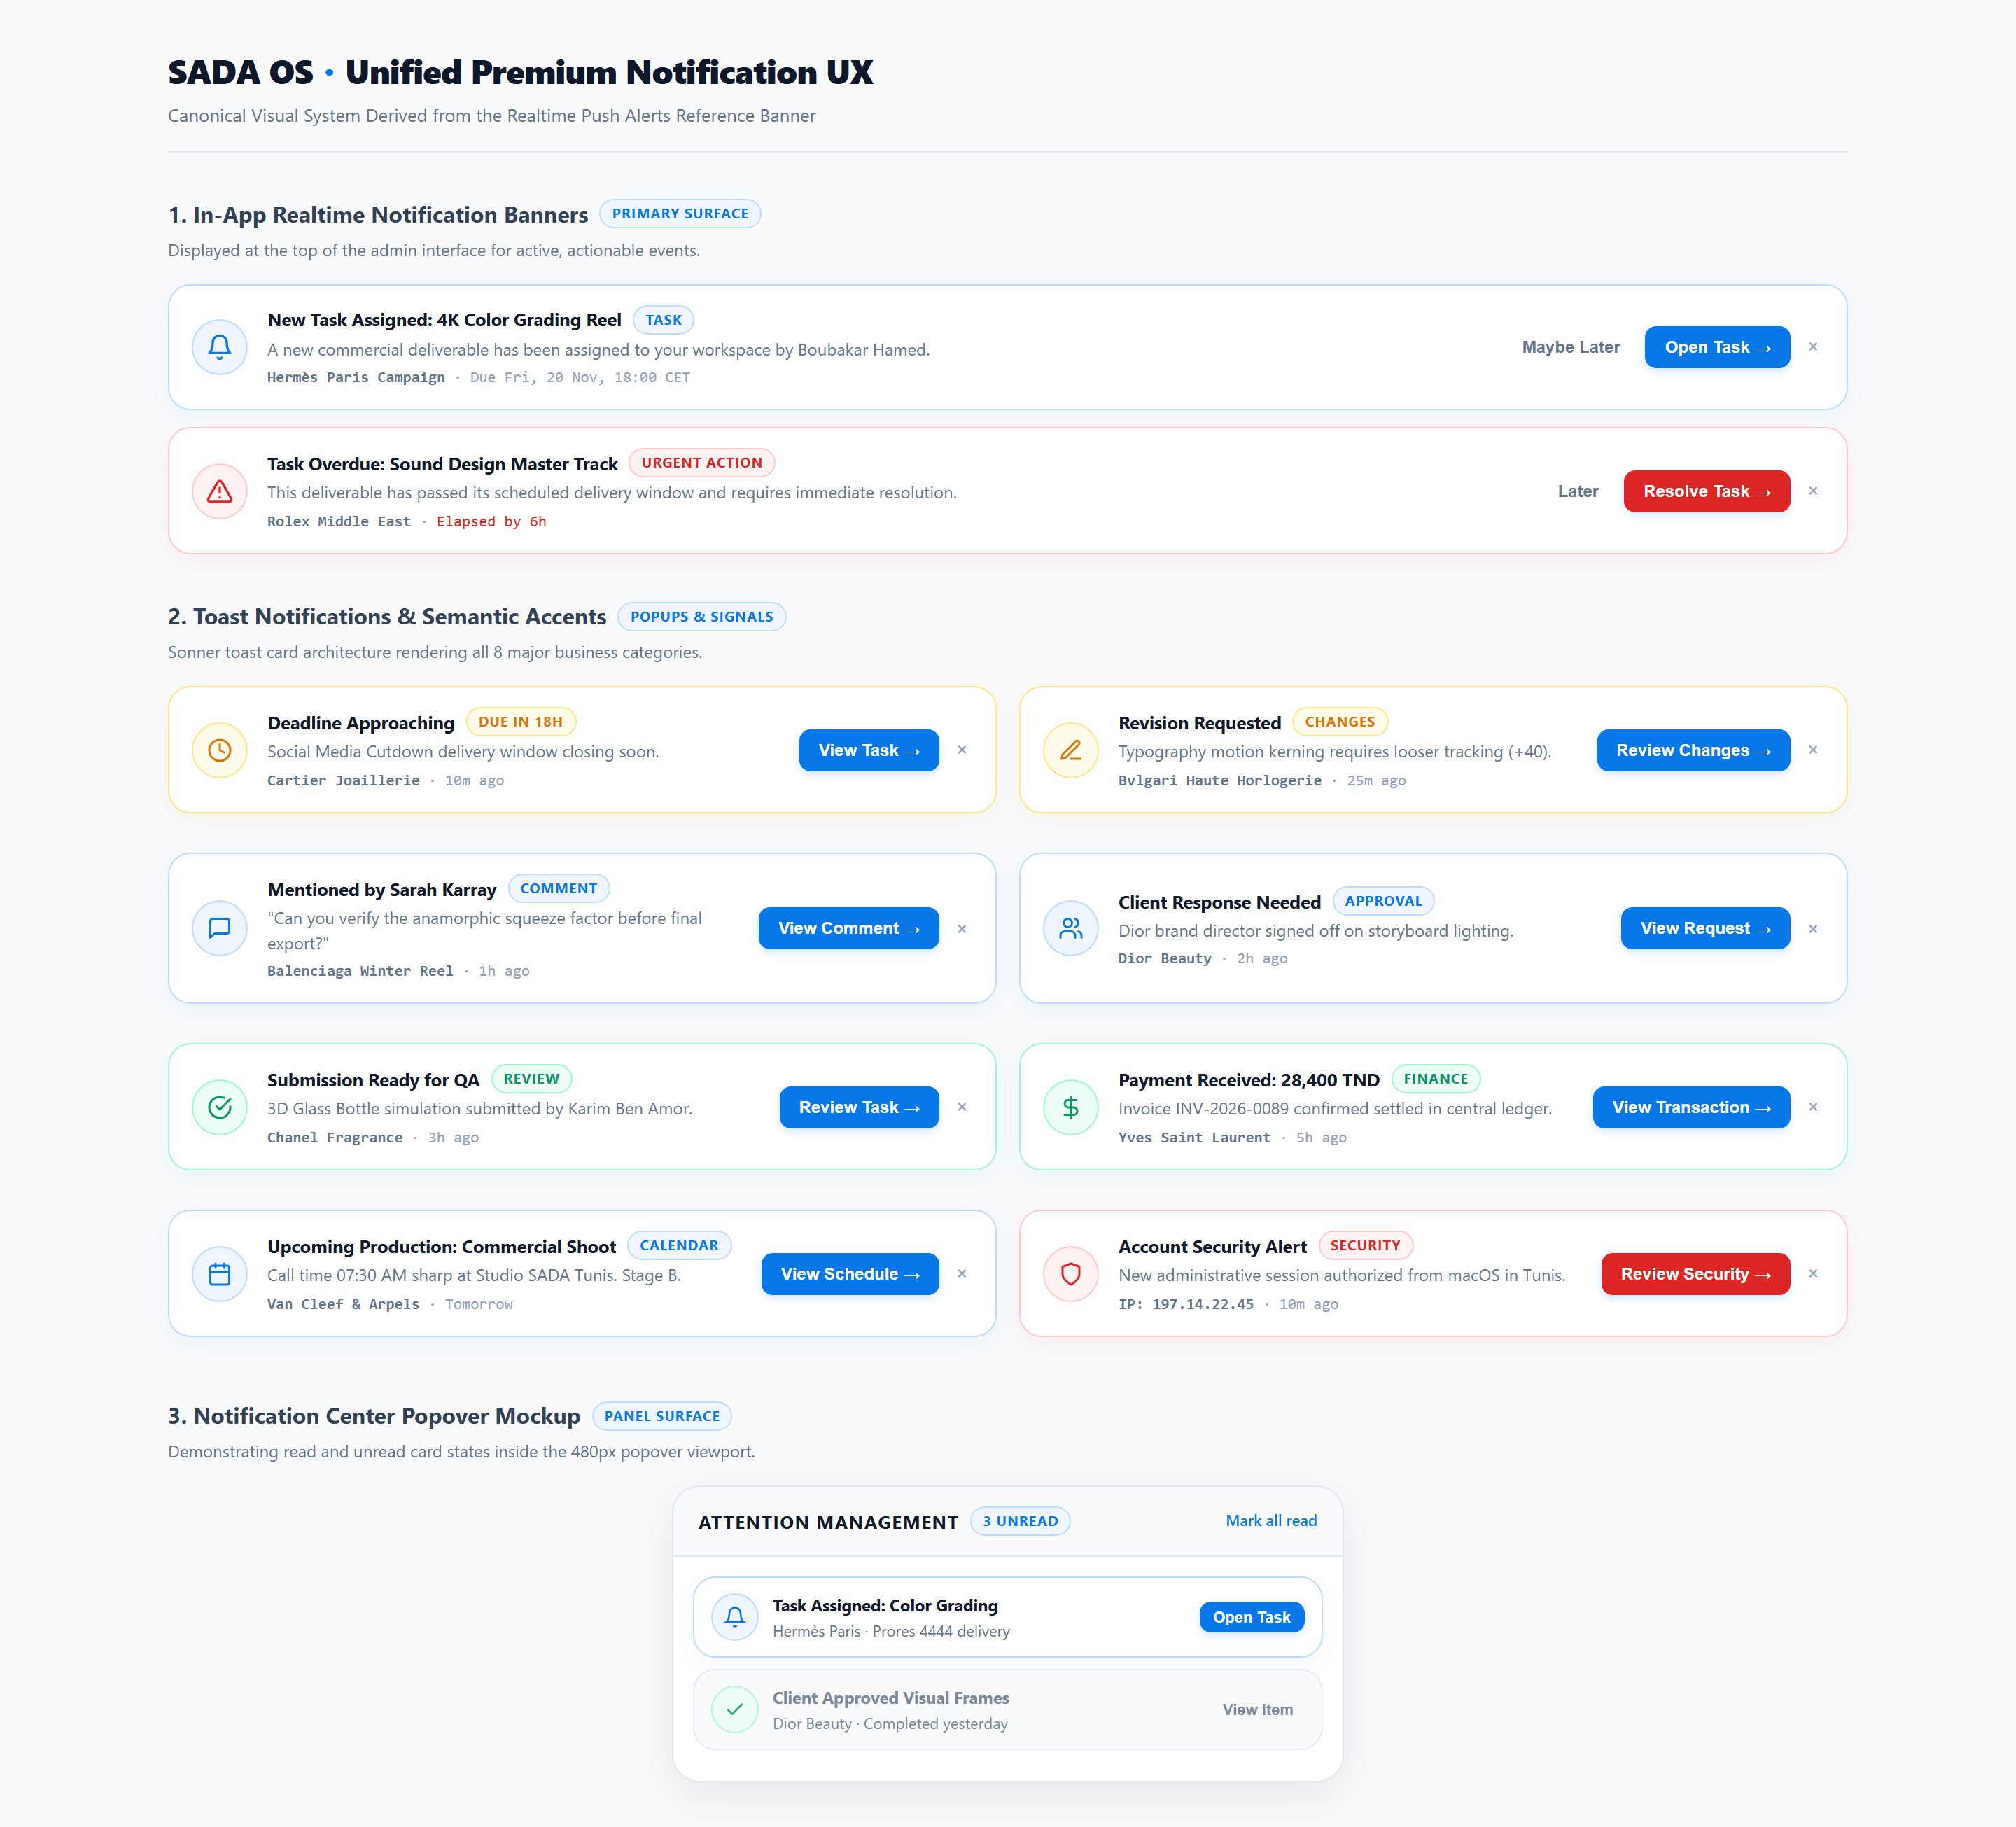 SADA OS · Unified Premium Notification UX
Canonical Visual System Derived from the Realtime Push Alerts Reference Banner
1. In-App Realtime Notification Banners PRIMARY SURFACE
Displayed at the top of the admin interface for active, actionable events.
New Task Assigned: 4K Color Grading Reel TASK
A new commercial deliverable has been assigned to your workspace by Boubakar Hamed.
Hermès Paris Campaign · Due Fri, 20 Nov, 18:00 CET
Maybe Later Open Task → ×
Task Overdue: Sound Design Master Track URGENT ACTION
This deliverable has passed its scheduled delivery window and requires immediate resolution.
Rolex Middle East · Elapsed by 6h
Later Resolve Task → ×
2. Toast Notifications & Semantic Accents POPUPS & SIGNALS
Sonner toast card architecture rendering all 8 major business categories.
Deadline Approaching DUE IN 18H
Social Media Cutdown delivery window closing soon.
Cartier Joaillerie · 10m ago
View Task → ×
Revision Requested CHANGES
Typography motion kerning requires looser tracking (+40).
Bvlgari Haute Horlogerie · 25m ago
Review Changes → ×
Mentioned by Sarah Karray COMMENT
"Can you verify the anamorphic squeeze factor before final
export?"
Balenciaga Winter Reel · 1h ago
View Comment → ×
Client Response Needed APPROVAL
Dior brand director signed off on storyboard lighting.
Dior Beauty · 2h ago
View Request → ×
Submission Ready for QA REVIEW
3D Glass Bottle simulation submitted by Karim Ben Amor.
Chanel Fragrance · 3h ago
Review Task → ×
Payment Received: 28,400 TND FINANCE
Invoice INV-2026-0089 confirmed settled in central ledger.
Yves Saint Laurent · 5h ago
View Transaction → ×
Upcoming Production: Commercial Shoot CALENDAR
Call time 07:30 AM sharp at Studio SADA Tunis. Stage B.
Van Cleef & Arpels · Tomorrow
View Schedule → ×
Account Security Alert SECURITY
New administrative session authorized from macOS in Tunis.
IP: 197.14.22.45 · 10m ago
Review Security → ×
3. Notification Center Popover Mockup PANEL SURFACE
Demonstrating read and unread card states inside the 480px popover viewport.
ATTENTION MANAGEMENT 3 UNREAD Mark all read
Task Assigned: Color Grading
Hermès Paris · Prores 4444 delivery
Open Task
Client Approved Visual Frames
Dior Beauty · Completed yesterday
View Item